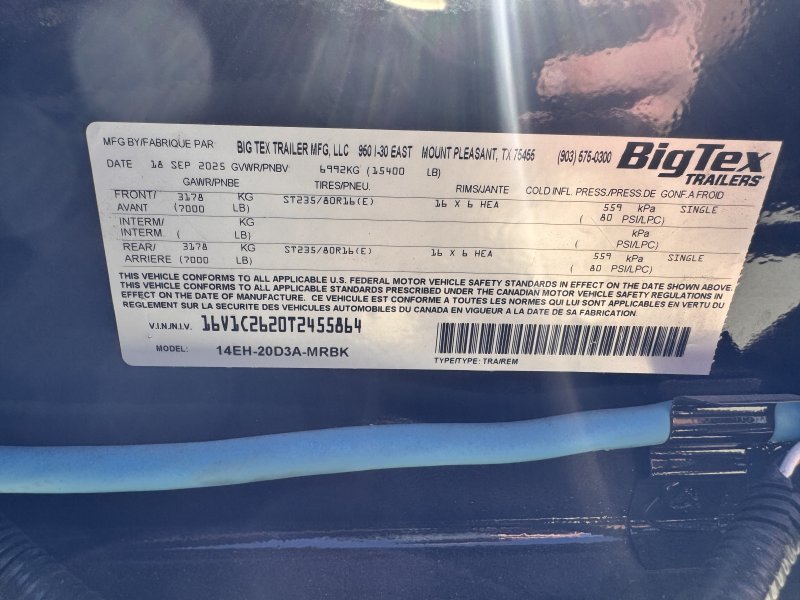 MFG BY/FABRIQUE PAR BIG TEX TRAILER MFG, LLC 950 I-30 EAST MOUNT PLEASANT, TX 75455 (903) 575-0300 BigTex TRAILERS
DATE 18 SEP 2025 GVWR/PNBV 6992KG (15400 LB)
GAWR/PNBE TIRES/PNEU. RIMS/JANTE COLD INFL. PRESS/PRESS.DE GONF.A FROID
FRONT/ 3178 KG ST235/80R16(E) 16 X 6 HEA 559 kPa SINGLE
AVANT (7000 LB) ( 80 PSI/LPC)
INTERM/ KG kPa
INTERM. ( LB) ( PSI/LPC)
REAR/ 3178 KG ST235/80R16(E) 16 X 6 HEA 559 kPa SINGLE
ARRIERE (7000 LB) ( 80 PSI/LPC)
THIS VEHICLE CONFORMS TO ALL APPLICABLE U.S. FEDERAL MOTOR VEHICLE SAFETY STANDARDS IN EFFECT ON THE DATE SHOWN ABOVE.
THIS VEHICLE CONFORMS TO ALL APPLICABLE STANDARDS PRESCRIBED UNDER THE CANADIAN MOTOR VEHICLE SAFETY REGULATIONS IN
EFFECT ON THE DATE OF MANUFACTURE. CE VEHICULE EST CONFORME A TOUTES LES NORMES QUI LUI SONT APPLICABLES EN VERTU DU
REGLEMENT SUR LA SECURITE DES VEHICULES AUTOMOBILES DU CANADA EN VIGUEUR A LA DATE DE SA FABRICATION.
V.I.N./N.I.V. 16V1C2620T2455864
MODEL: 14EH-20D3A-MRBK TYPE/TYPE: TRA/REM